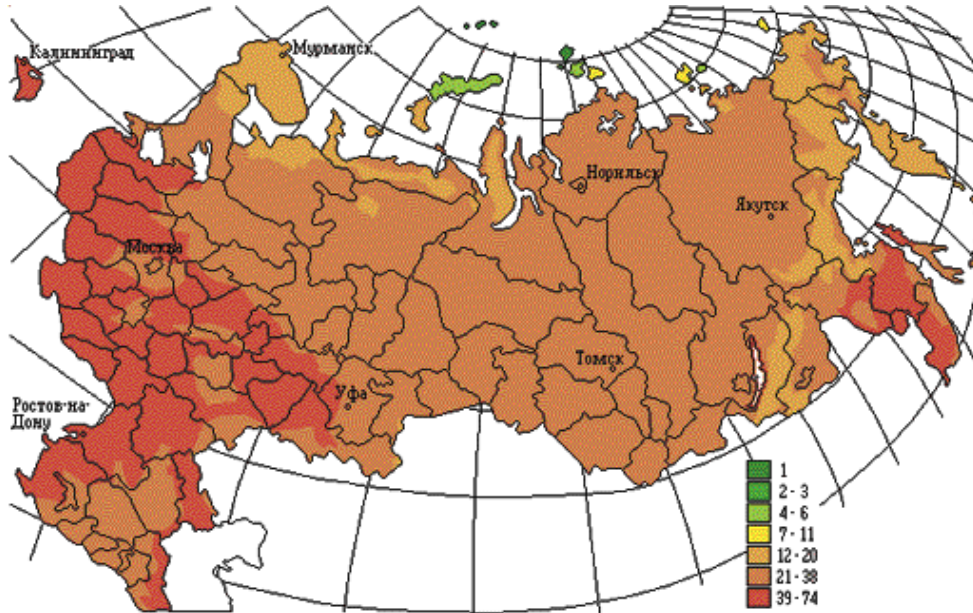 Калининград
Мурманск
Норильск
Якутск
Москва
Томск
Уфа
Ростов-на-
Дону
1
2 - 3
4 - 6
7 - 11
12 - 20
21 - 38
39 - 74